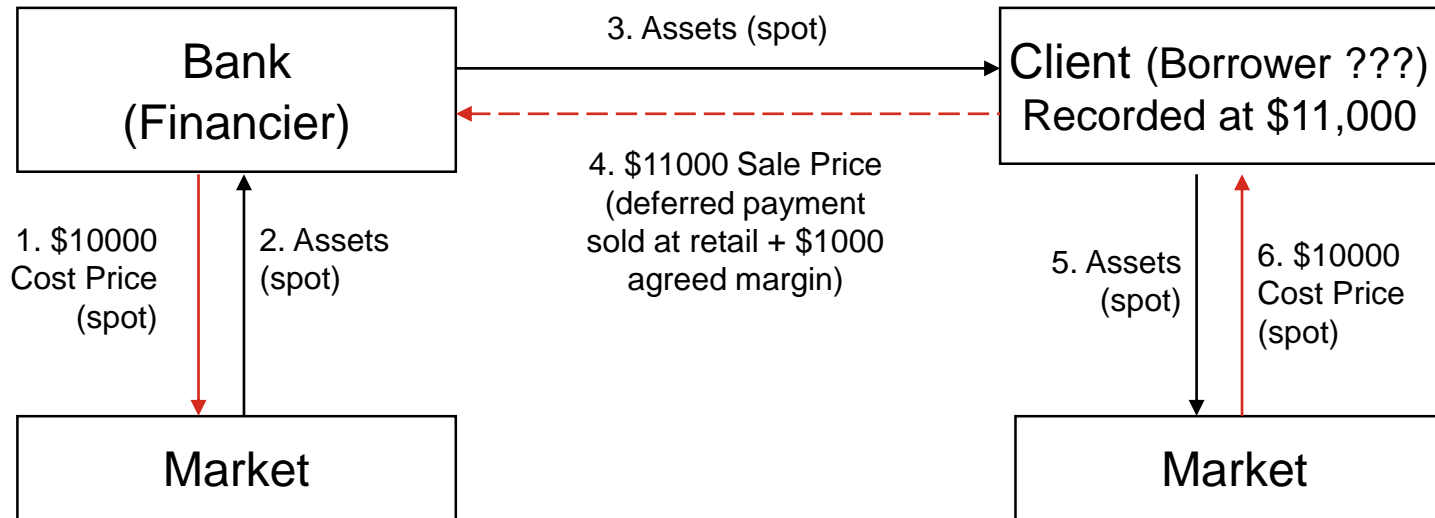 Bank
(Financier)
3. Assets (spot)
Client (Borrower ???)
Recorded at $11,000
4. $11000 Sale Price
(deferred payment
sold at retail + $1000
agreed margin)
1. $10000
Cost Price
(spot)
2. Assets
(spot)
5. Assets
(spot)
6. $10000
Cost Price
(spot)
Market
Market